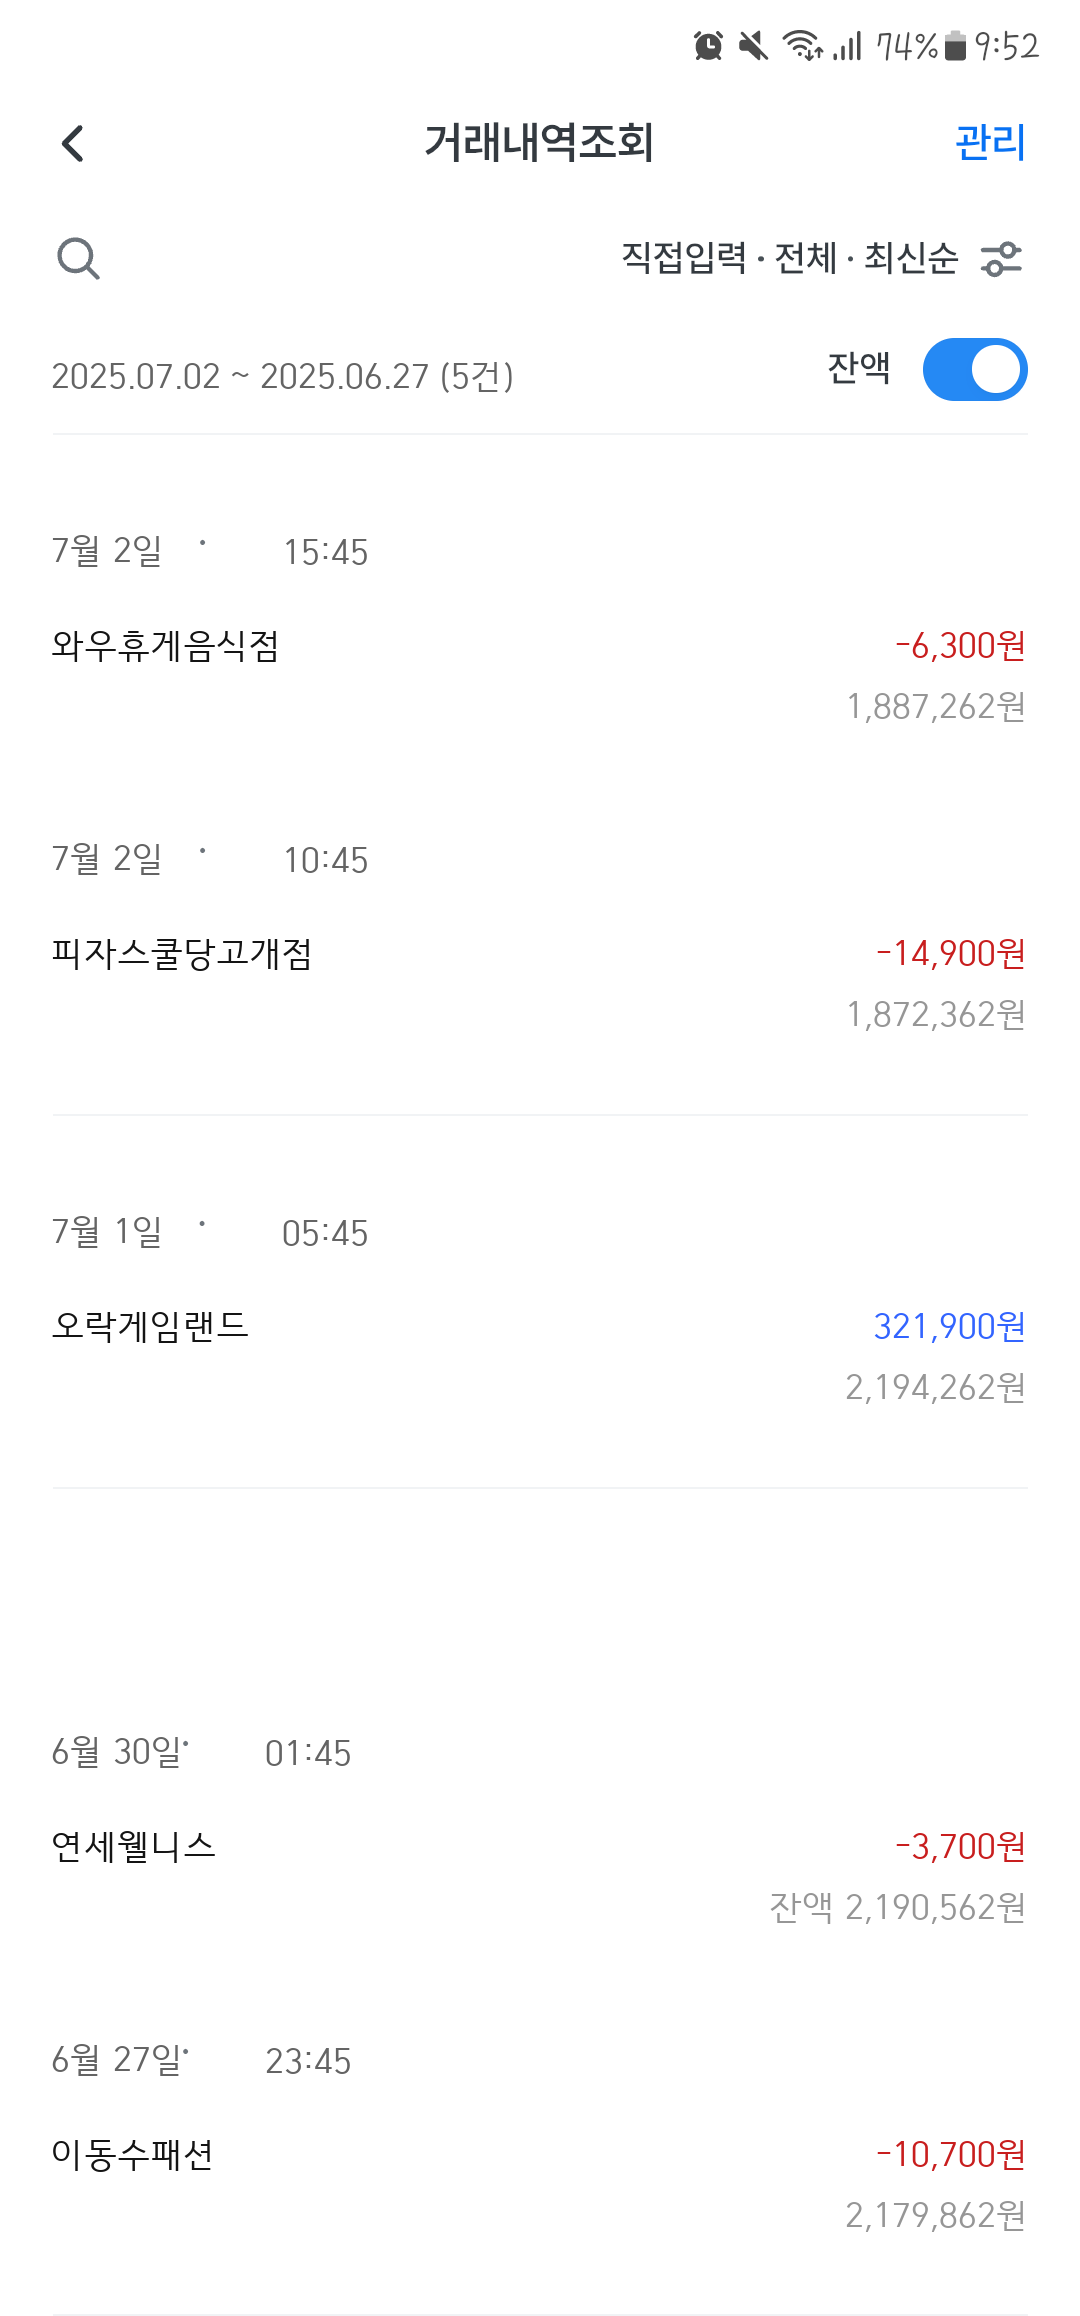 74% 9:52
거래내역조회 관리
직접입력 · 전체 · 최신순
2025.07.02 ~ 2025.06.27 (5건) 잔액
7월 2일 · 15:45
와우휴게음식점 -6,300원
1,887,262원
7월 2일 · 10:45
피자스쿨당고개점 -14,900원
1,872,362원
7월 1일 · 05:45
오락게임랜드 321,900원
2,194,262원
6월 30일· 01:45
연세웰니스 -3,700원
잔액 2,190,562원
6월 27일· 23:45
이동수패션 -10,700원
2,179,862원